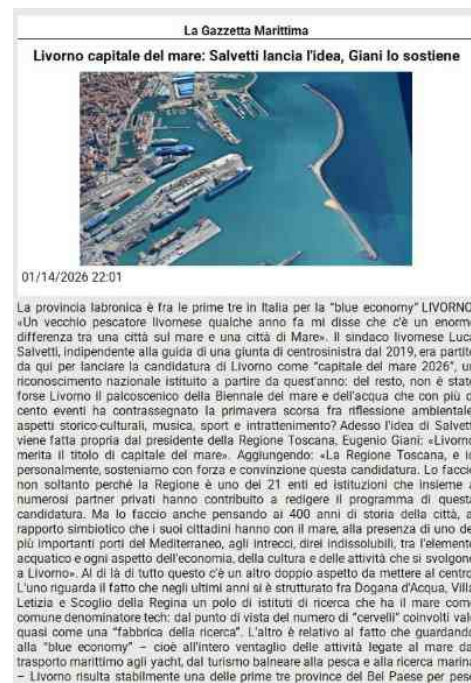 La Gazzetta Marittima
Livorno capitale del mare: Salvetti lancia l'idea, Giani lo sostiene
01/14/2026 22:01
La provincia labronica è fra le prime tre in Italia per la "blue economy" LIVORNO.
«Un vecchio pescatore livornese qualche anno fa mi disse che c'è un enorme
differenza tra una città sul mare e una città di Mare». Il sindaco livornese Luca
Salvetti, indipendente alla guida di una giunta di centrosinistra dal 2019, era partito
da qui per lanciare la candidatura di Livorno come "capitale del mare 2026", un
riconoscimento nazionale istituito a partire da quest'anno: del resto, non è stata
forse Livorno il palcoscenico della Biennale del mare e dell'acqua che con più di
cento eventi ha contrassegnato la primavera scorsa fra riflessione ambientale,
aspetti storico-culturali, musica, sport e intrattenimento? Adesso l'idea di Salvetti
viene fatta propria dal presidente della Regione Toscana, Eugenio Giani: «Livorno
merita il titolo di capitale del mare». Aggiungendo: «La Regione Toscana, e io
personalmente, sosteniamo con forza e convinzione questa candidatura. Lo faccio
non soltanto perché la Regione è uno dei 21 enti ed istituzioni che insieme a
numerosi partner privati hanno contribuito a redigere il programma di questa
candidatura. Ma lo faccio anche pensando ai 400 anni di storia della città, al
rapporto simbiotico che i suoi cittadini hanno con il mare, alla presenza di uno dei
più importanti porti del Mediterraneo, agli intrecci, direi indissolubili, tra l'elemento
acquatico e ogni aspetto dell'economia, della cultura e delle attività che si svolgono
a Livorno». Al di là di tutto questo c'è un altro doppio aspetto da mettere al centro.
L'uno riguarda il fatto che negli ultimi anni si è strutturato fra Dogana d'Acqua, Villa
Letizia e Scoglio della Regina un polo di istituti di ricerca che ha il mare come
comune denominatore tech: dal punto di vista del numero di "cervelli" coinvolti vale
quasi come una "fabbrica della ricerca". L'altro è relativo al fatto che guardando
alla "blue economy" – cioè all'intero ventaglio delle attività legate al mare dal
trasporto marittimo agli yacht, dal turismo balneare alla pesca e alla ricerca marina
– Livorno risulta stabilmente una delle prime tre province del Bel Paese per peso